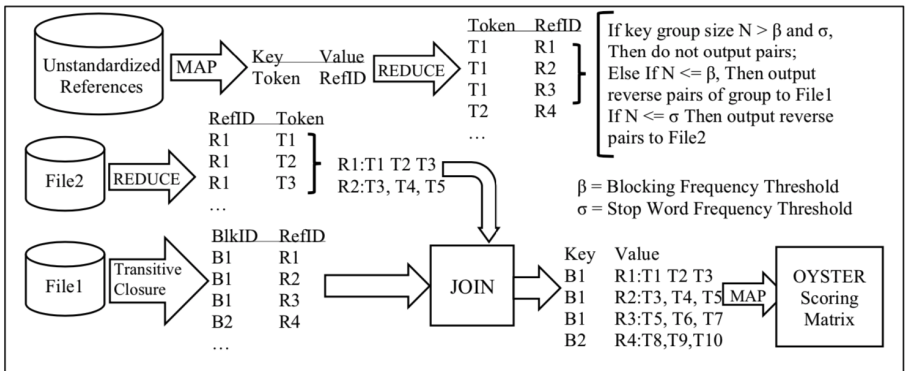 Unstandardized
References
MAP
Key Value
Token RefID
REDUCE
Token RefID
T1 R1
T1 R2
T1 R3
T2 R4
…
If key group size N > β and σ,
Then do not output pairs;
Else If N <= β, Then output
reverse pairs of group to File1
If N <= σ Then output reverse
pairs to File2
β = Blocking Frequency Threshold
σ = Stop Word Frequency Threshold
File2
REDUCE
RefID Token
R1 T1
R1 T2
R1 T3
…
R1:T1 T2 T3
R2:T3, T4, T5
File1
Transitive
Closure
BlkID RefID
B1 R1
B1 R2
B1 R3
B2 R4
…
JOIN
Key Value
B1 R1:T1 T2 T3
B1 R2:T3, T4, T5
B1 R3:T5, T6, T7
B2 R4:T8,T9,T10
MAP
OYSTER
Scoring
Matrix